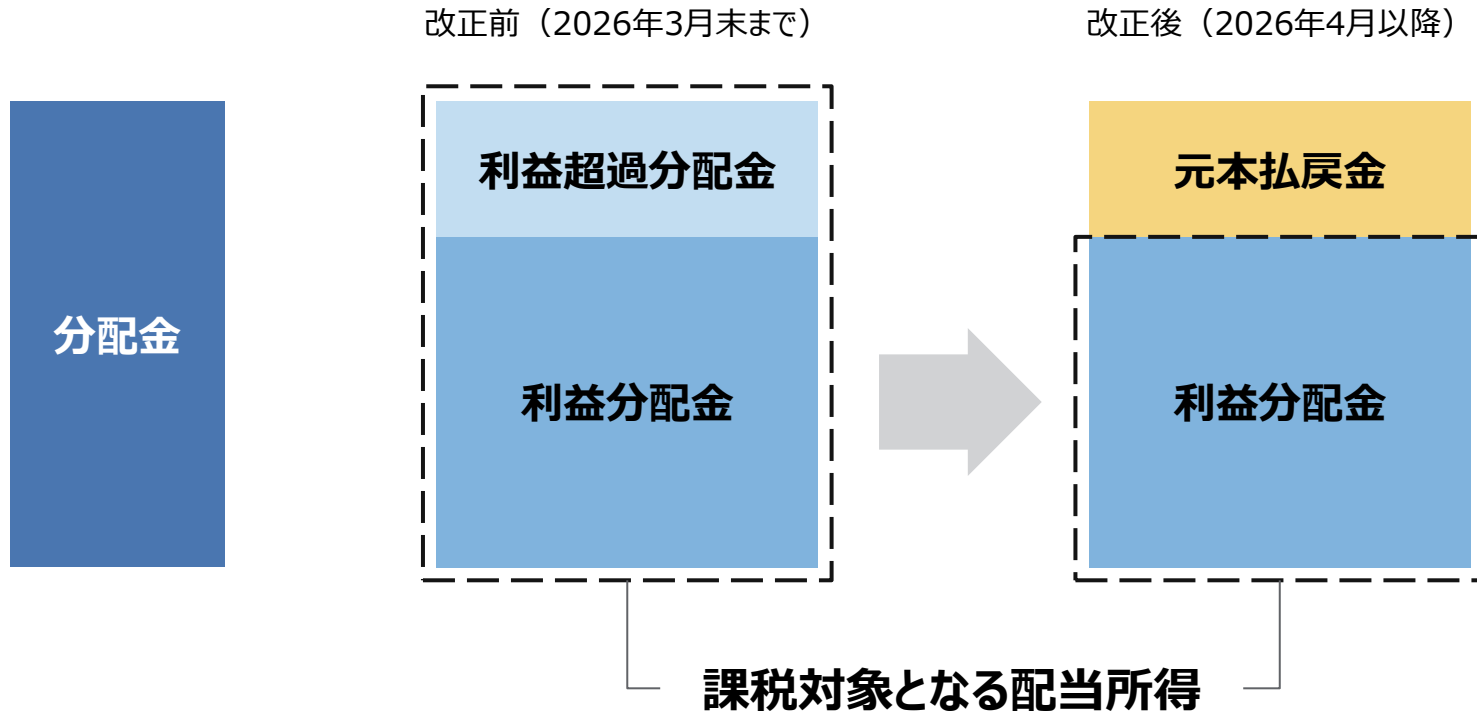 改正前（2026年3月末まで）
改正後（2026年4月以降）
分配金
利益超過分配金
利益分配金
元本払戻金
利益分配金
課税対象となる配当所得